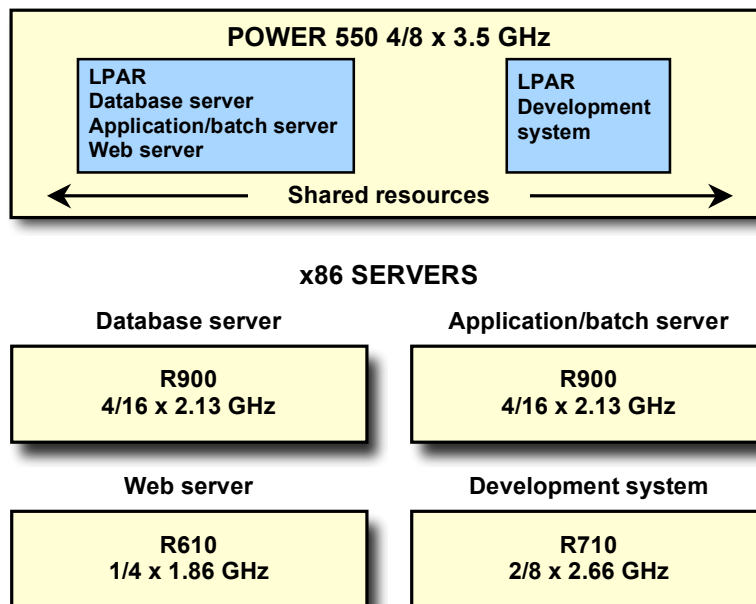 POWER 550 4/8 x 3.5 GHz
LPAR
Database server
Application/batch server
Web server
LPAR
Development
system
Shared resources
x86 SERVERS
Database server
Application/batch server
R900
4/16 x 2.13 GHz
R900
4/16 x 2.13 GHz
Web server
Development system
R610
1/4 x 1.86 GHz
R710
2/8 x 2.66 GHz